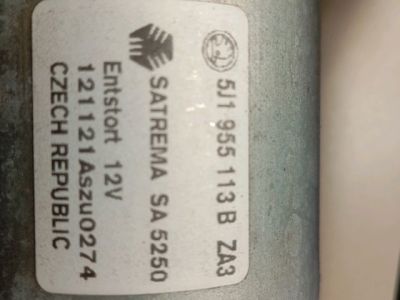 5J1 955 113 B ZA3
SATREMA SA 5250
Entstort 12V
121121Aszu0274
CZECH REPUBLIC